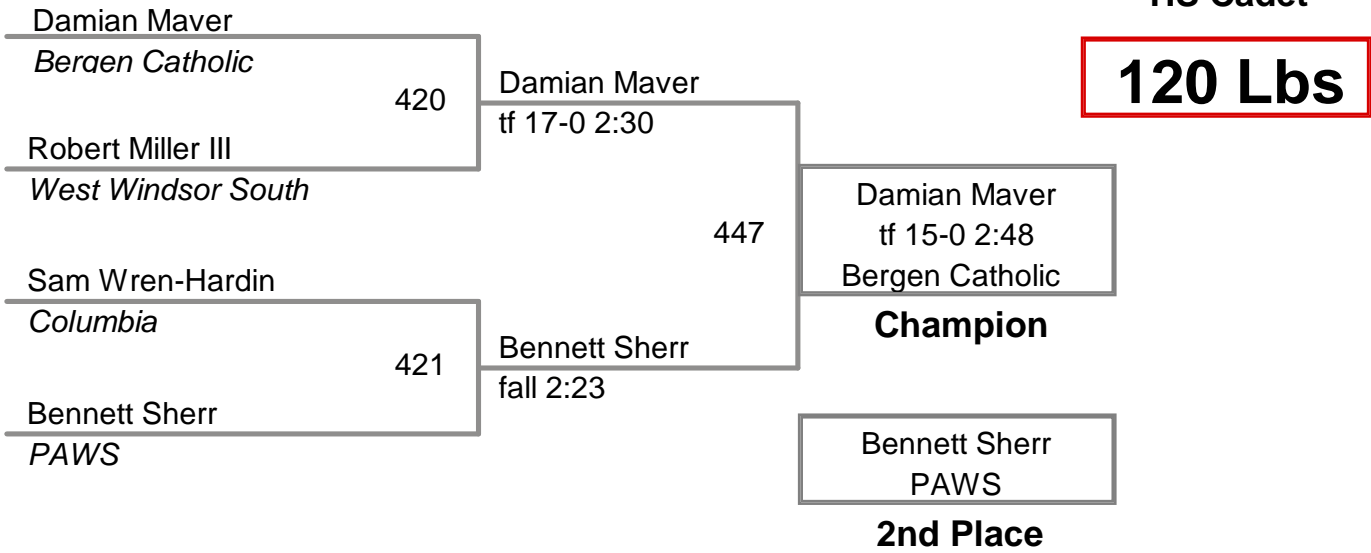 HS Cadet
120 Lbs
Damian Maver
Bergen Catholic
420
Robert Miller III
West Windsor South
Damian Maver
tf 17-0 2:30
Sam Wren-Hardin
Columbia
421
Bennett Sherr
PAWS
Bennett Sherr
fall 2:23
447
Damian Maver
tf 15-0 2:48
Bergen Catholic
Champion
Bennett Sherr
PAWS
2nd Place